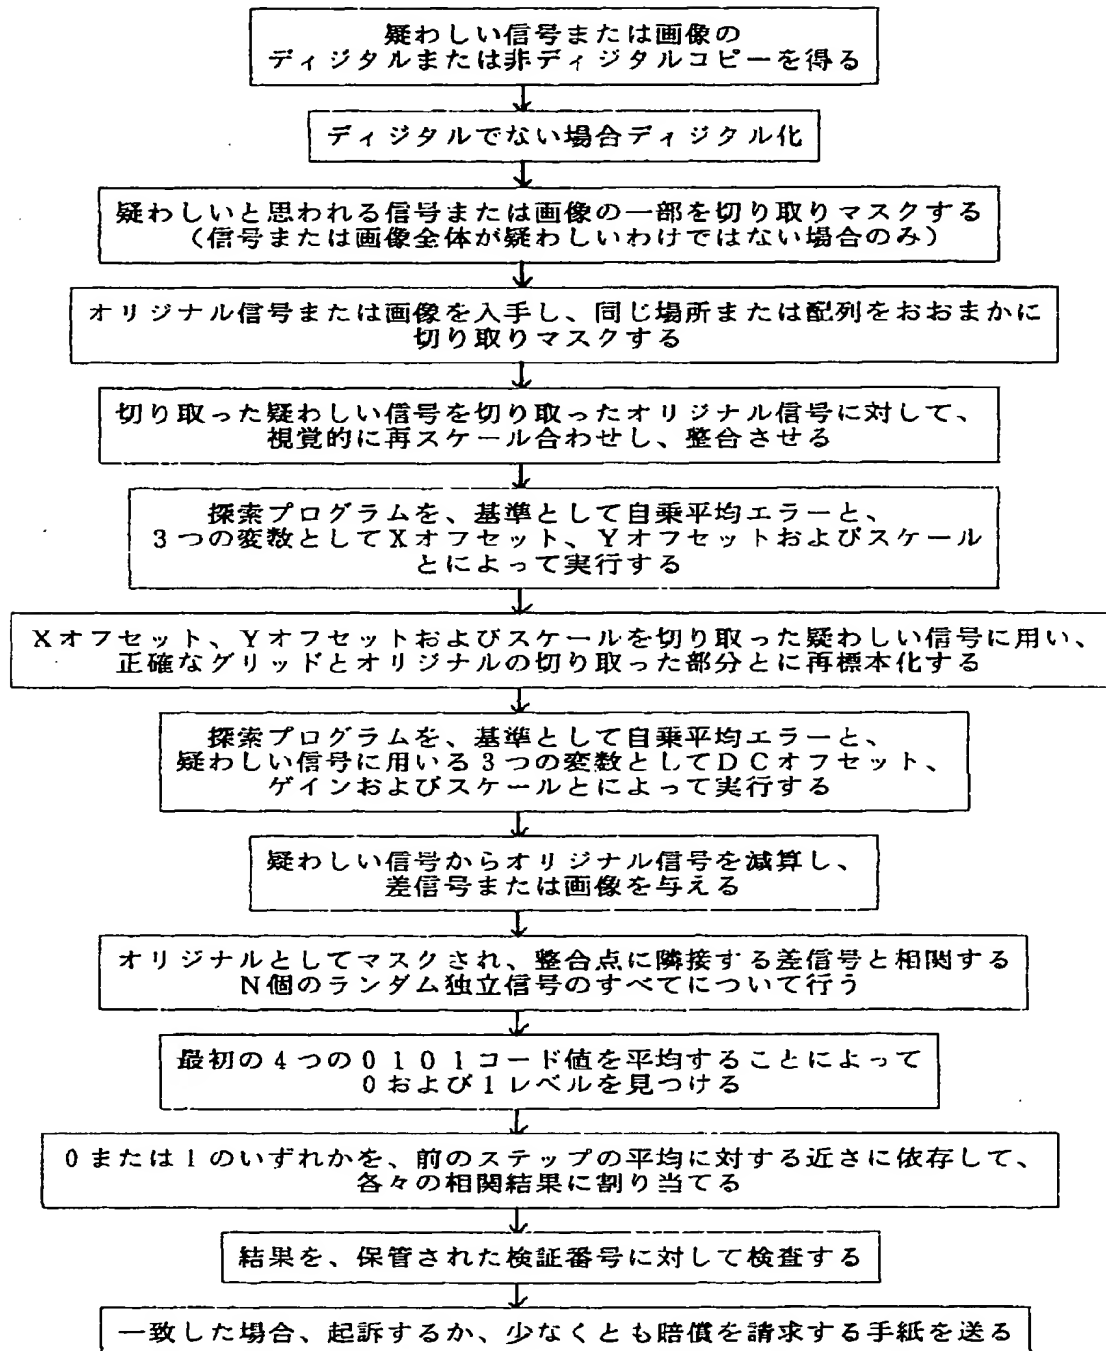 疑わしい信号または画像の
ディジタルまたは非ディジタルコピーを得る
ディジタルでない場合ディジタル化
疑わしいと思われる信号または画像の一部を切り取りマスクする
(信号または画像全体が疑わしいわけではない場合のみ)
オリジナル信号または画像を入手し、同じ場所または配列をおおまかに
切り取りマスクする
切り取った疑わしい信号を切り取ったオリジナル信号に対して、
視覚的に再スケール合わせし、整合させる
探索プログラムを、基準として自乗平均エラーと、
3つの変数としてXオフセット、Yオフセットおよびスケール
とによって実行する
Xオフセット、Yオフセットおよびスケールを切り取った疑わしい信号に用い、
正確なグリッドとオリジナルの切り取った部分とに再標本化する
探索プログラムを、基準として自乗平均エラーと、
疑わしい信号に用いる3つの変数としてDCオフセット、
ゲインおよびスケールとによって実行する
疑わしい信号からオリジナル信号を減算し、
差信号または画像を与える
オリジナルとしてマスクされ、整合点に隣接する差信号と相関する
N個のランダム独立信号のすべてについて行う
最初の4つの0101コード値を平均することによって
0および1レベルを見つける
0または1のいずれかを、前のステップの平均に対する近さに依存して、
各々の相関結果に割り当てる
結果を、保管された検証番号に対して検査する
一致した場合、起訴するか、少なくとも賠償を請求する手紙を送る